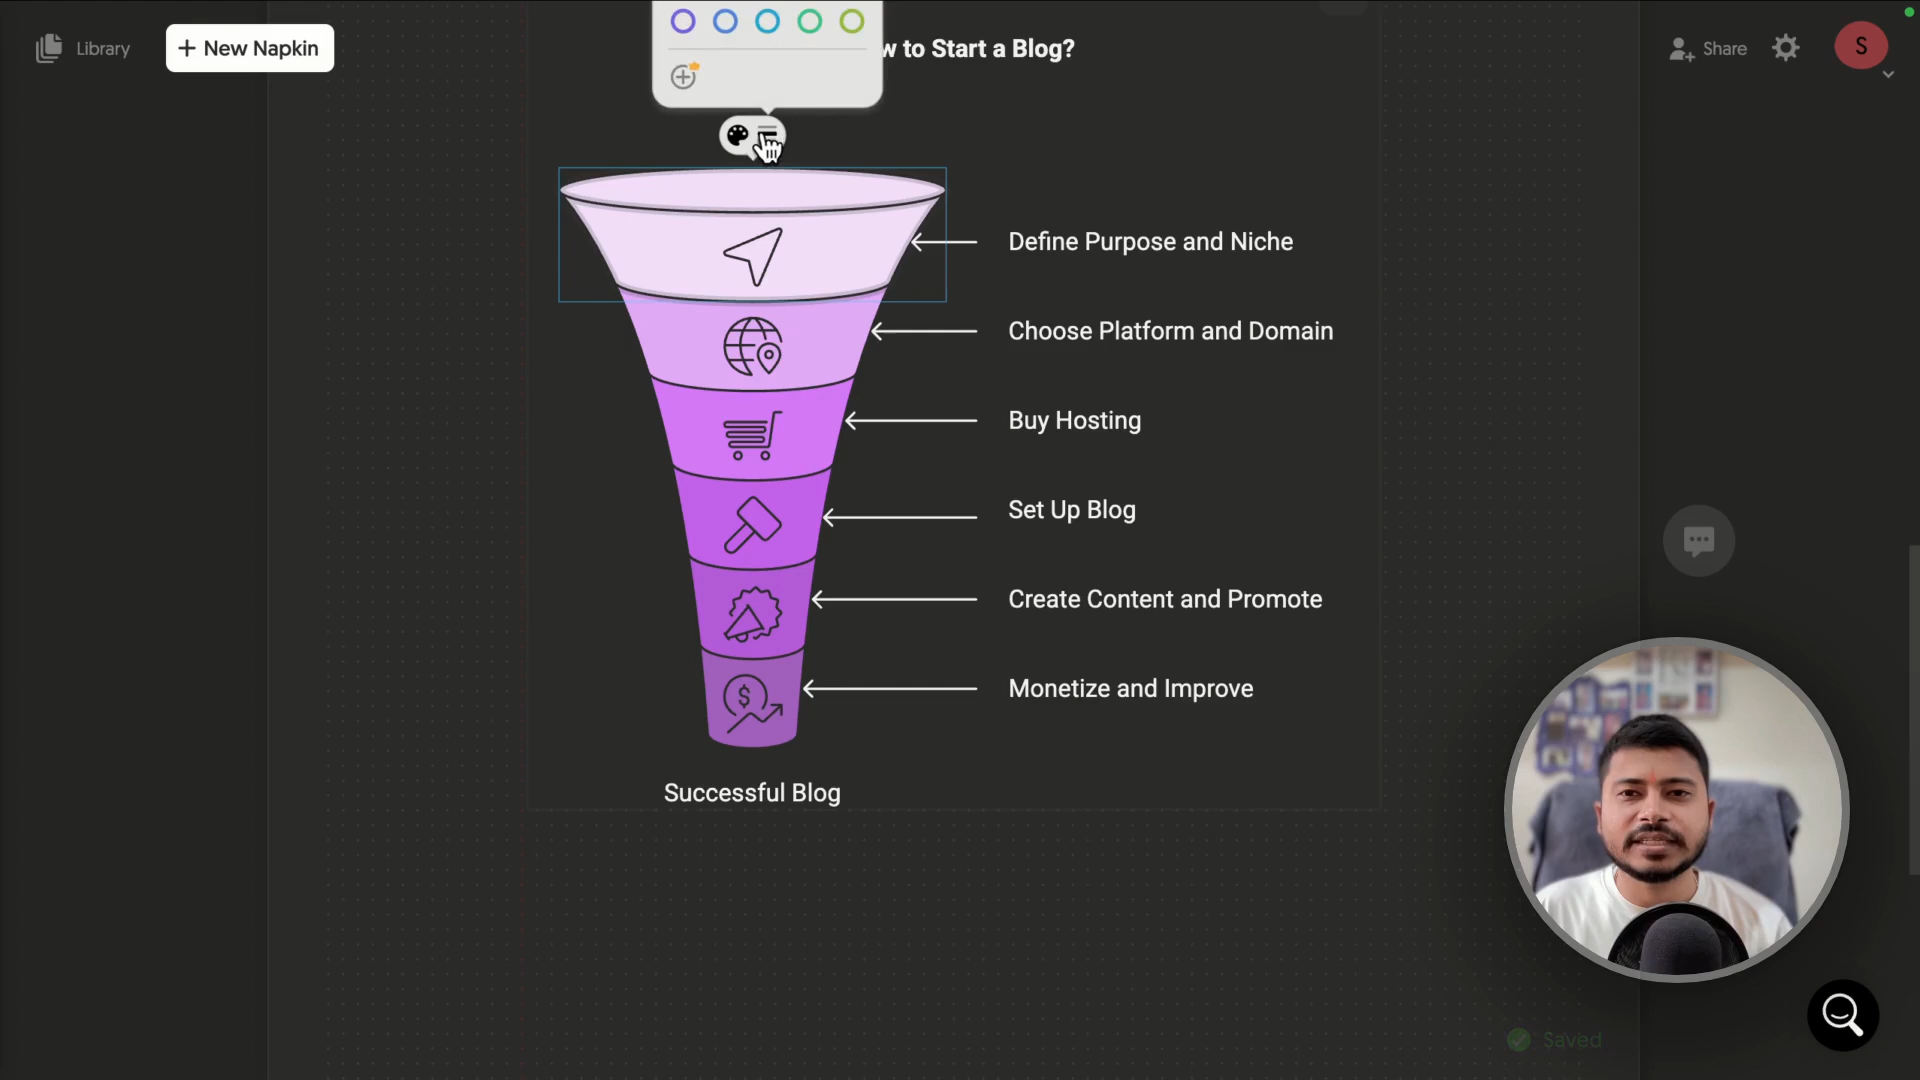 Library
+ New Napkin
w to Start a Blog?
Share
S
Define Purpose and Niche
Choose Platform and Domain
Buy Hosting
Set Up Blog
Create Content and Promote
$
Monetize and Improve
Successful Blog
Saved